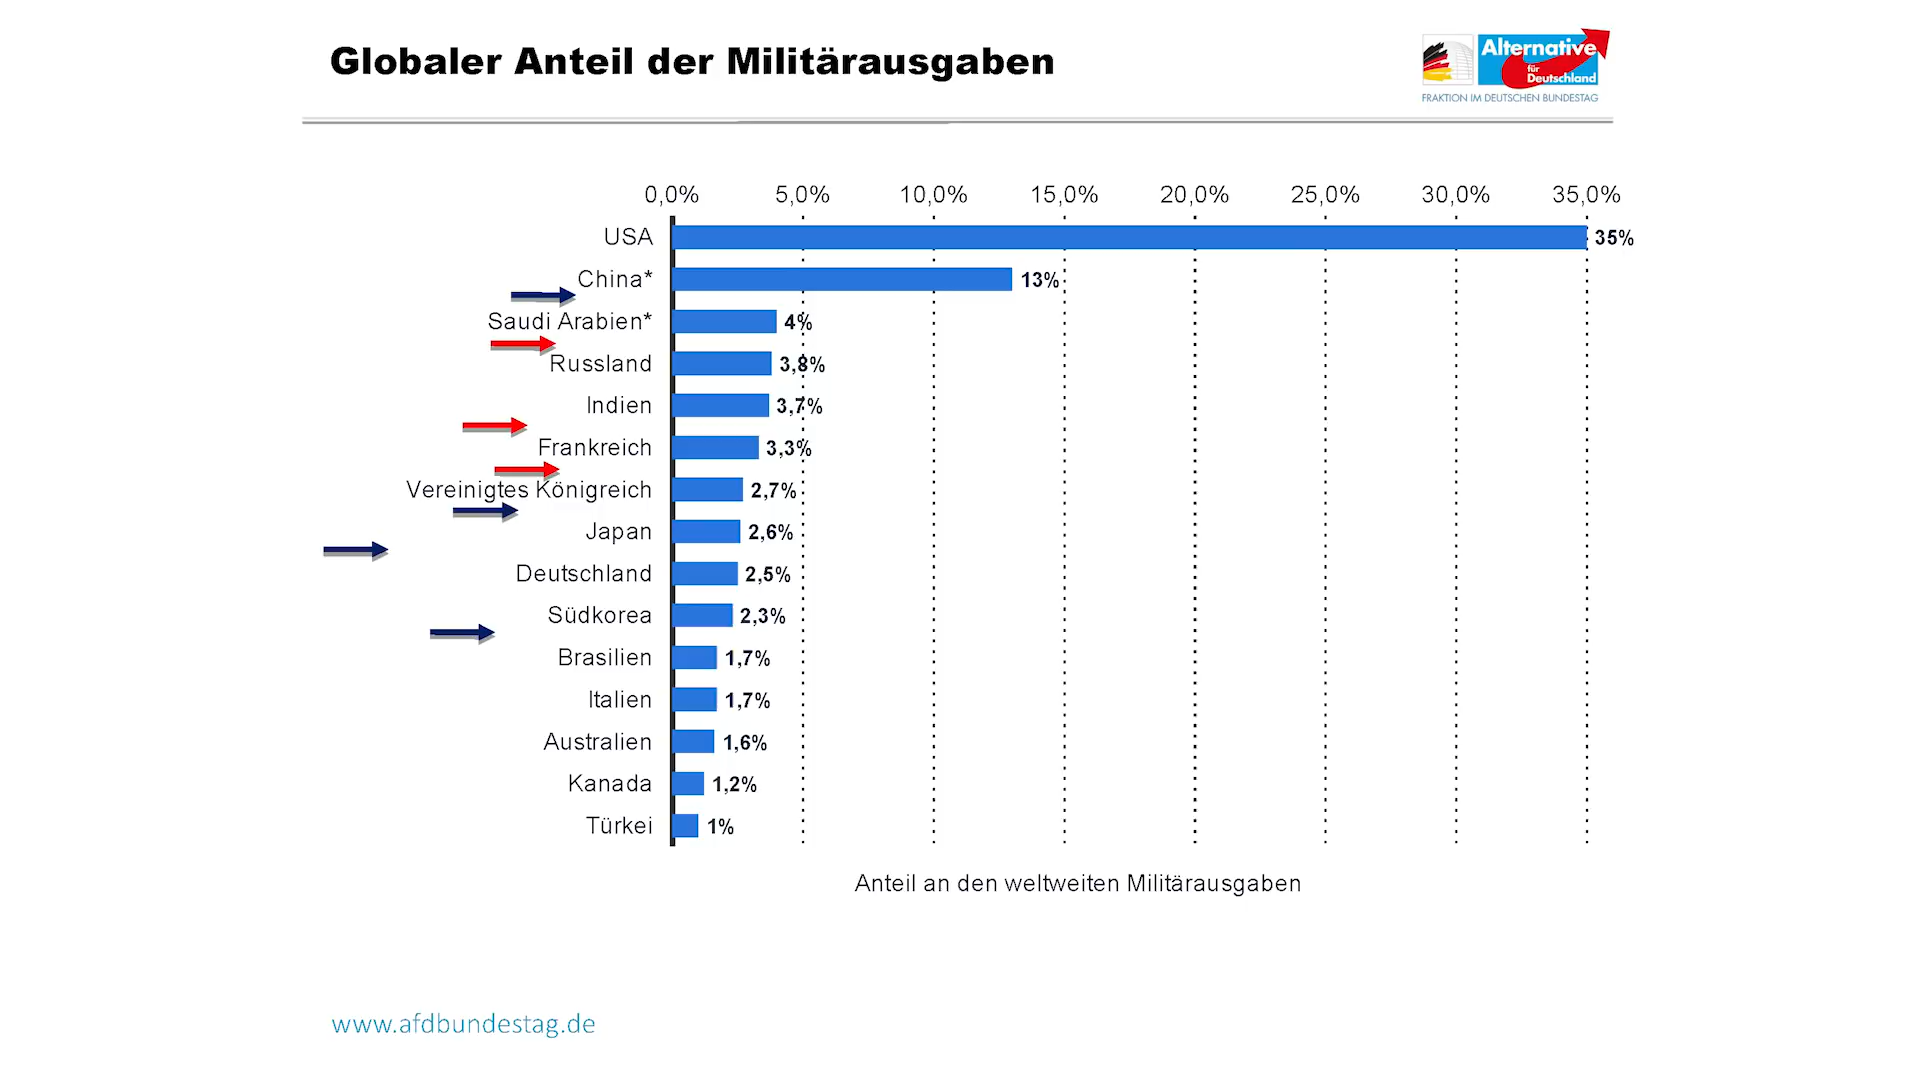 Globaler Anteil der Militärausgaben
Alternative
für
Deutschland
FRAKTION IM DEUTSCHEN BUNDESTAG
0,0% 5,0% 10,0% 15,0% 20,0% 25,0% 30,0% 35,0%
USA 35%
China* 13%
Saudi Arabien* 4%
Russland 3,8%
Indien 3,7%
Frankreich 3,3%
Vereinigtes Königreich 2,7%
Japan 2,6%
Deutschland 2,5%
Südkorea 2,3%
Brasilien 1,7%
Italien 1,7%
Australien 1,6%
Kanada 1,2%
Türkei 1%
Anteil an den weltweiten Militärausgaben
www.afdbundestag.de